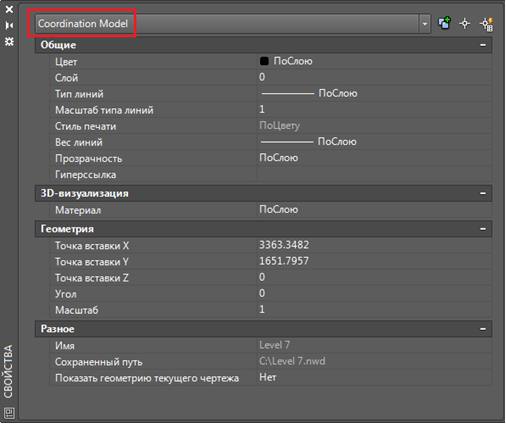 Coordination Model
Общие
Цвет ПоСлою
Слой 0
Тип линий ПоСлою
Масштаб типа линий 1
Стиль печати ПоЦвету
Вес линий ПоСлою
Прозрачность ПоСлою
Гиперссылка
3D-визуализация
Материал ПоСлою
Геометрия
Точка вставки X 3363.3482
Точка вставки Y 1651.7957
Точка вставки Z 0
Угол 0
Масштаб 1
Разное
Имя Level 7
Сохраненный путь C:\Level 7.nwd
Показать геометрию текущего чертежа Нет
СВОЙСТВА